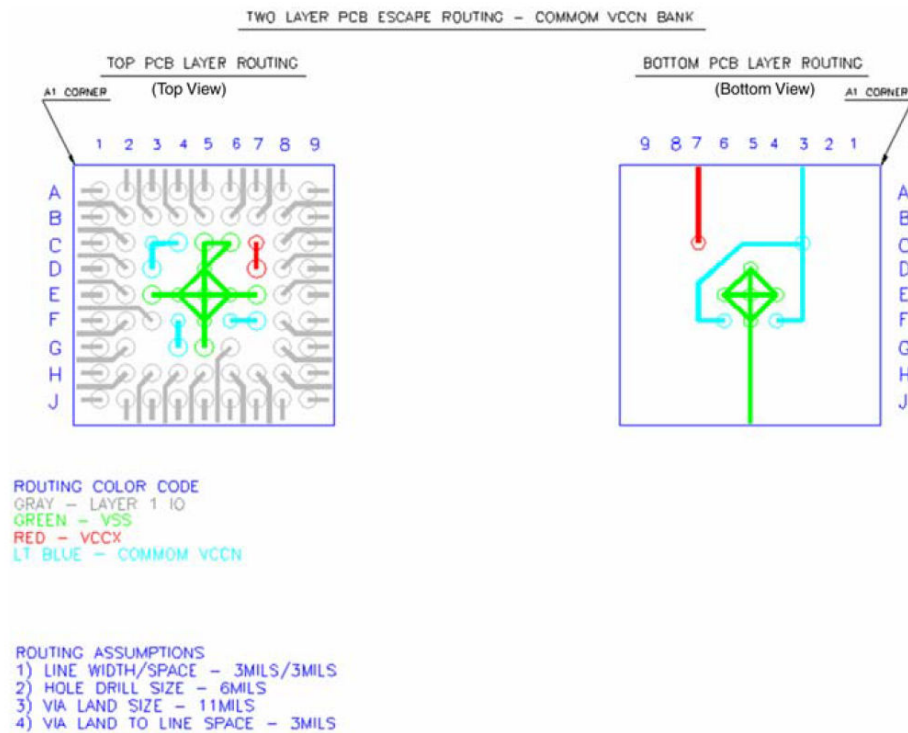 TWO LAYER PCB ESCAPE ROUTING – COMMOM VCCN BANK
TOP PCB LAYER ROUTING
(Top View)
A1 CORNER
1 2 3 4 5 6 7 8 9
A
B
C
D
E
F
G
H
J
BOTTOM PCB LAYER ROUTING
(Bottom View)
A1 CORNER
9 8 7 6 5 4 3 2 1
A
B
C
D
E
F
G
H
J
ROUTING COLOR CODE
GRAY – LAYER 1 IO
GREEN – VSS
RED – VCCX
LT BLUE – COMMOM VCCN
ROUTING ASSUMPTIONS
1) LINE WIDTH/SPACE – 3MILS/3MILS
2) HOLE DRILL SIZE – 6MILS
3) VIA LAND SIZE – 11MILS
4) VIA LAND TO LINE SPACE – 3MILS